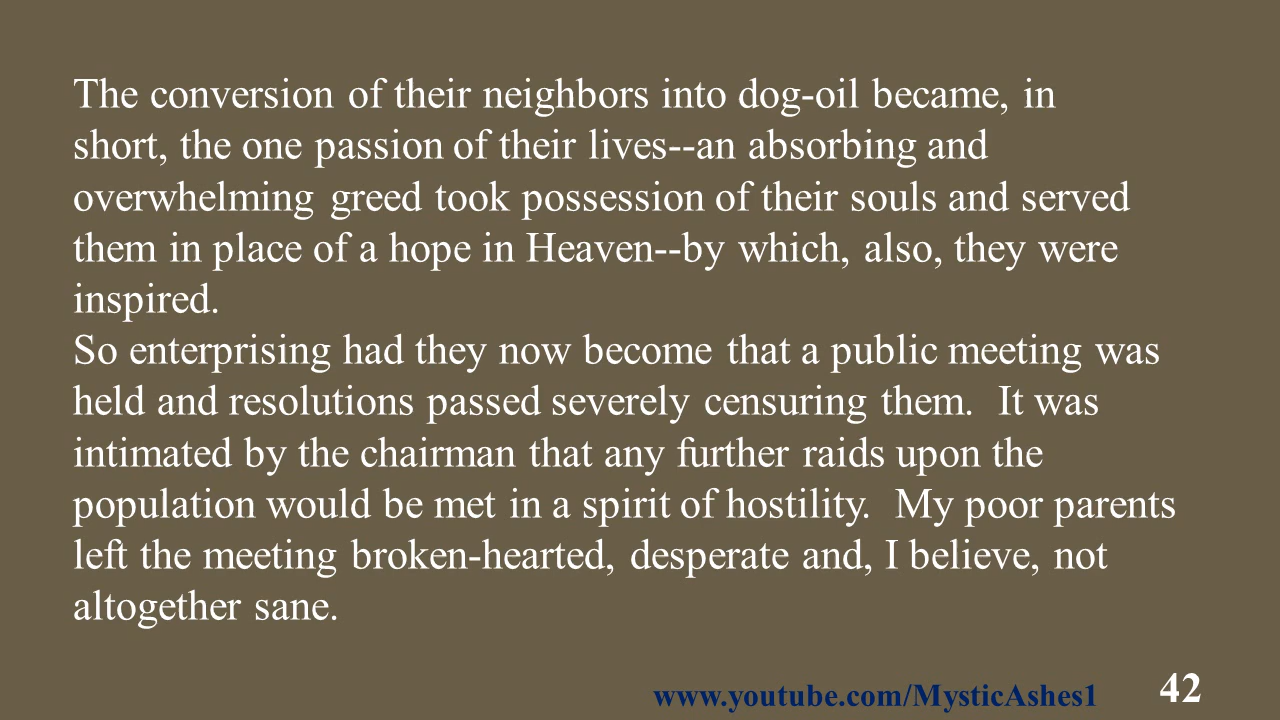 The conversion of their neighbors into dog-oil became, in
short, the one passion of their lives--an absorbing and
overwhelming greed took possession of their souls and served
them in place of a hope in Heaven--by which, also, they were
inspired.
So enterprising had they now become that a public meeting was
held and resolutions passed severely censuring them.  It was
intimated by the chairman that any further raids upon the
population would be met in a spirit of hostility.  My poor parents
left the meeting broken-hearted, desperate and, I believe, not
altogether sane.
www.youtube.com/MysticAshes1
42